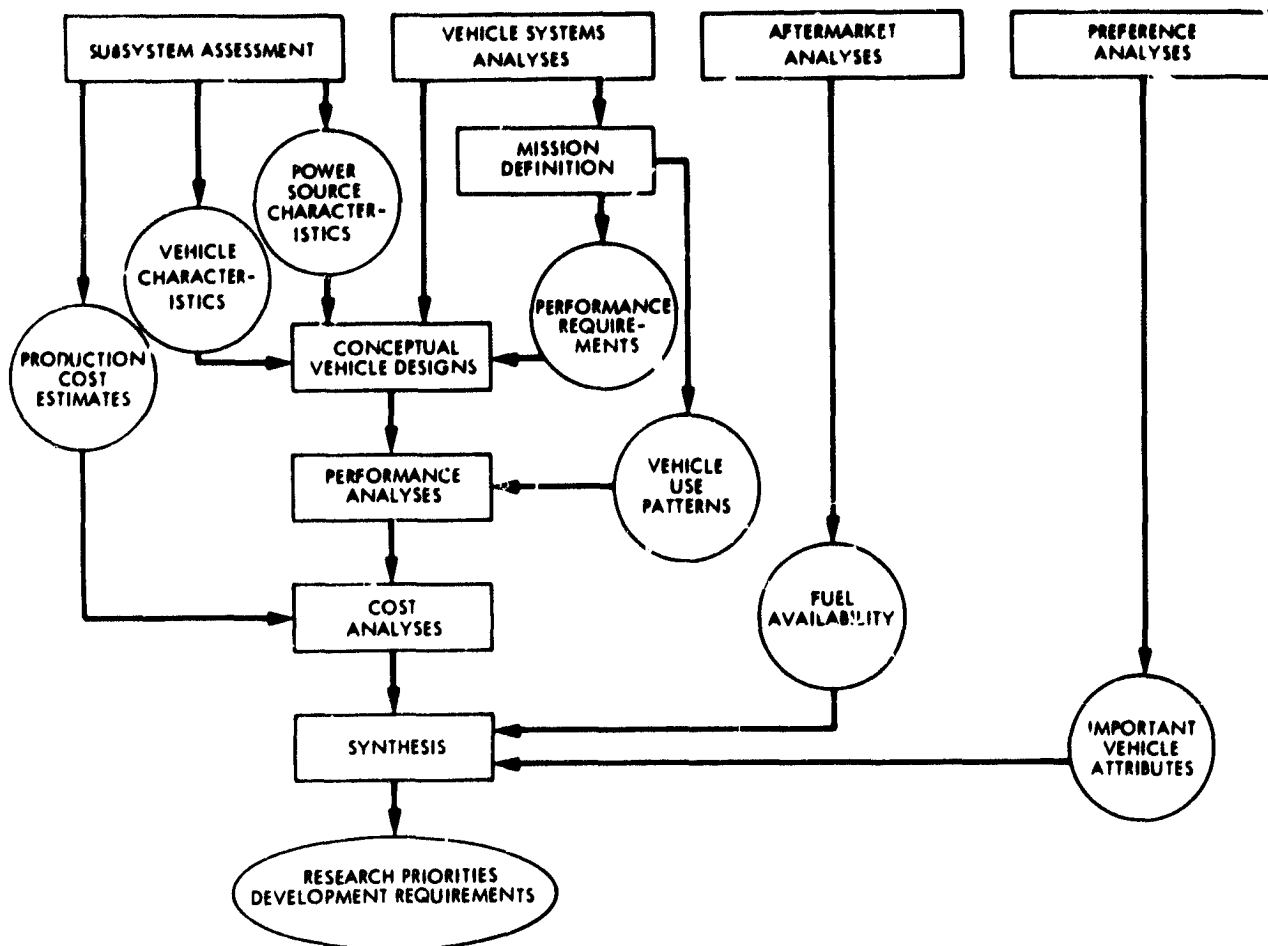 SUBSYSTEM ASSESSMENT
VEHICLE SYSTEMS
ANALYSES
AFTERMARKET
ANALYSES
PREFERENCE
ANALYSES
MISSION
DEFINITION
POWER
SOURCE
CHARACTER-
ISTICS
VEHICLE
CHARACTER-
ISTICS
PERFORMANCE
REQUIRE-
MENTS
PRODUCTION
COST
ESTIMATES
CONCEPTUAL
VEHICLE DESIGNS
PERFORMANCE
ANALYSES
VEHICLE
USE
PATTERNS
COST
ANALYSES
FUEL
AVAILABILITY
SYNTHESIS
IMPORTANT
VEHICLE
ATTRIBUTES
RESEARCH PRIORITIES
DEVELOPMENT REQUIREMENTS